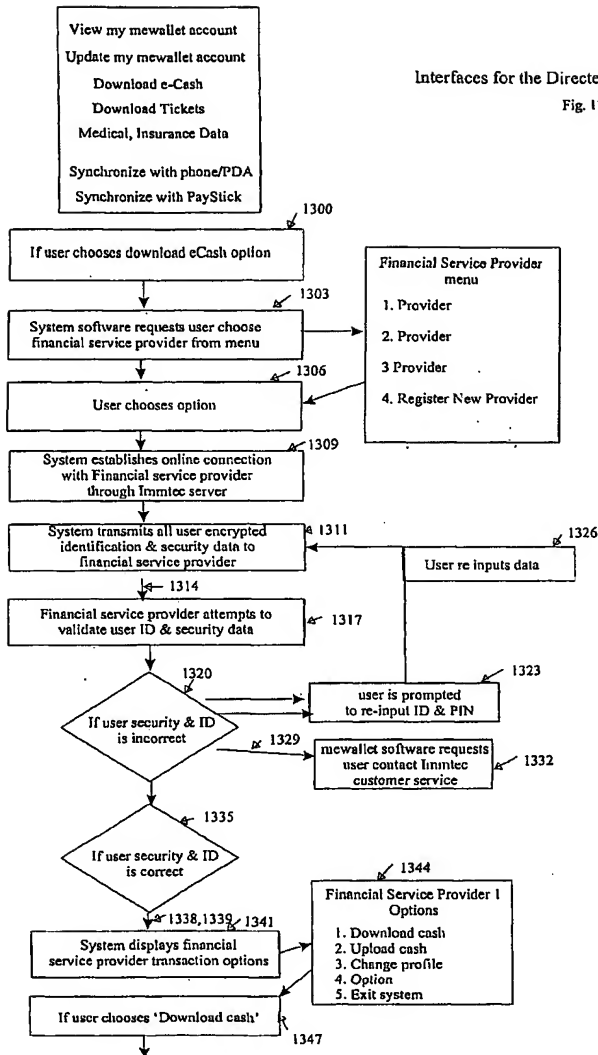 View my mewallet account
Update my mewallet account
Download e-Cash
Download Tickets
Medical, Insurance Data
Synchronize with phone/PDA
Synchronize with PayStick
Interfaces for the Directe
Fig. 1
1300
If user chooses download eCash option
1303
System software requests user choose
financial service provider from menu
Financial Service Provider
menu
1. Provider
2. Provider
3 Provider
4. Register New Provider
1306
User chooses option
1309
System establishes online connection
with Financial service provider
through Immtec server
1311
System transmits all user encrypted
identification & security data to
financial service provider
1326
User re inputs data
1314
Financial service provider attempts to
validate user ID & security data
1317
1320
If user security & ID
is incorrect
1323
user is prompted
to re-input ID & PIN
1329
mewallet software requests
user contact Immtec
customer service
1332
1335
If user security & ID
is correct
1338,1339
1341
System displays financial
service provider transaction options
1344
Financial Service Provider 1
Options
1. Download cash
2. Upload cash
3. Change profile
4. Option
5. Exit system
If user chooses 'Download cash'
1347